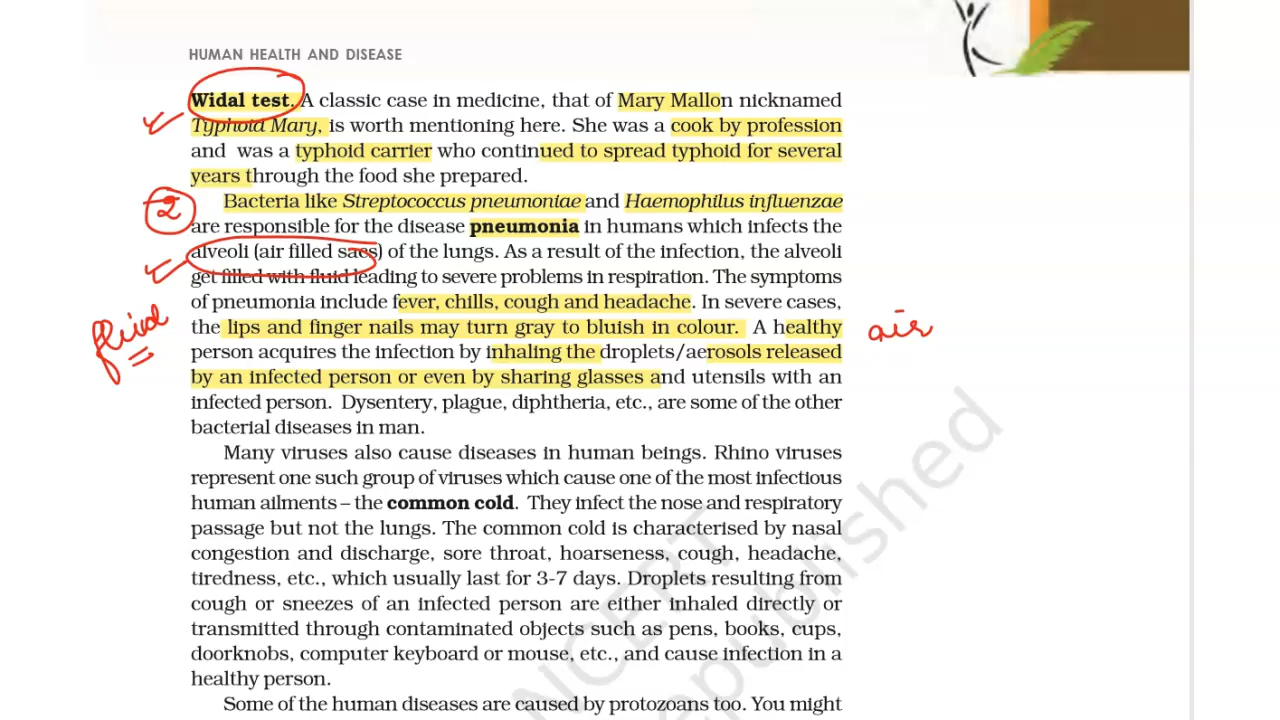 HUMAN HEALTH AND DISEASE
Widal test. A classic case in medicine, that of Mary Mallon nicknamed
Typhoid Mary, is worth mentioning here. She was a cook by profession
and was a typhoid carrier who continued to spread typhoid for several
years through the food she prepared.
2
Bacteria like Streptococcus pneumoniae and Haemophilus influenzae
are responsible for the disease pneumonia in humans which infects the
alveoli (air filled sacs) of the lungs. As a result of the infection, the alveoli
get filled with fluid leading to severe problems in respiration. The symptoms
of pneumonia include fever, chills, cough and headache. In severe cases,
the lips and finger nails may turn gray to bluish in colour. A healthy
fluid
air
person acquires the infection by inhaling the droplets/aerosols released
by an infected person or even by sharing glasses and utensils with an
infected person. Dysentery, plague, diphtheria, etc., are some of the other
bacterial diseases in man.
Many viruses also cause diseases in human beings. Rhino viruses
represent one such group of viruses which cause one of the most infectious
human ailments – the common cold. They infect the nose and respiratory
passage but not the lungs. The common cold is characterised by nasal
congestion and discharge, sore throat, hoarseness, cough, headache,
tiredness, etc., which usually last for 3-7 days. Droplets resulting from
cough or sneezes of an infected person are either inhaled directly or
transmitted through contaminated objects such as pens, books, cups,
doorknobs, computer keyboard or mouse, etc., and cause infection in a
healthy person.
Some of the human diseases are caused by protozoans too. You might
NCERT
republished